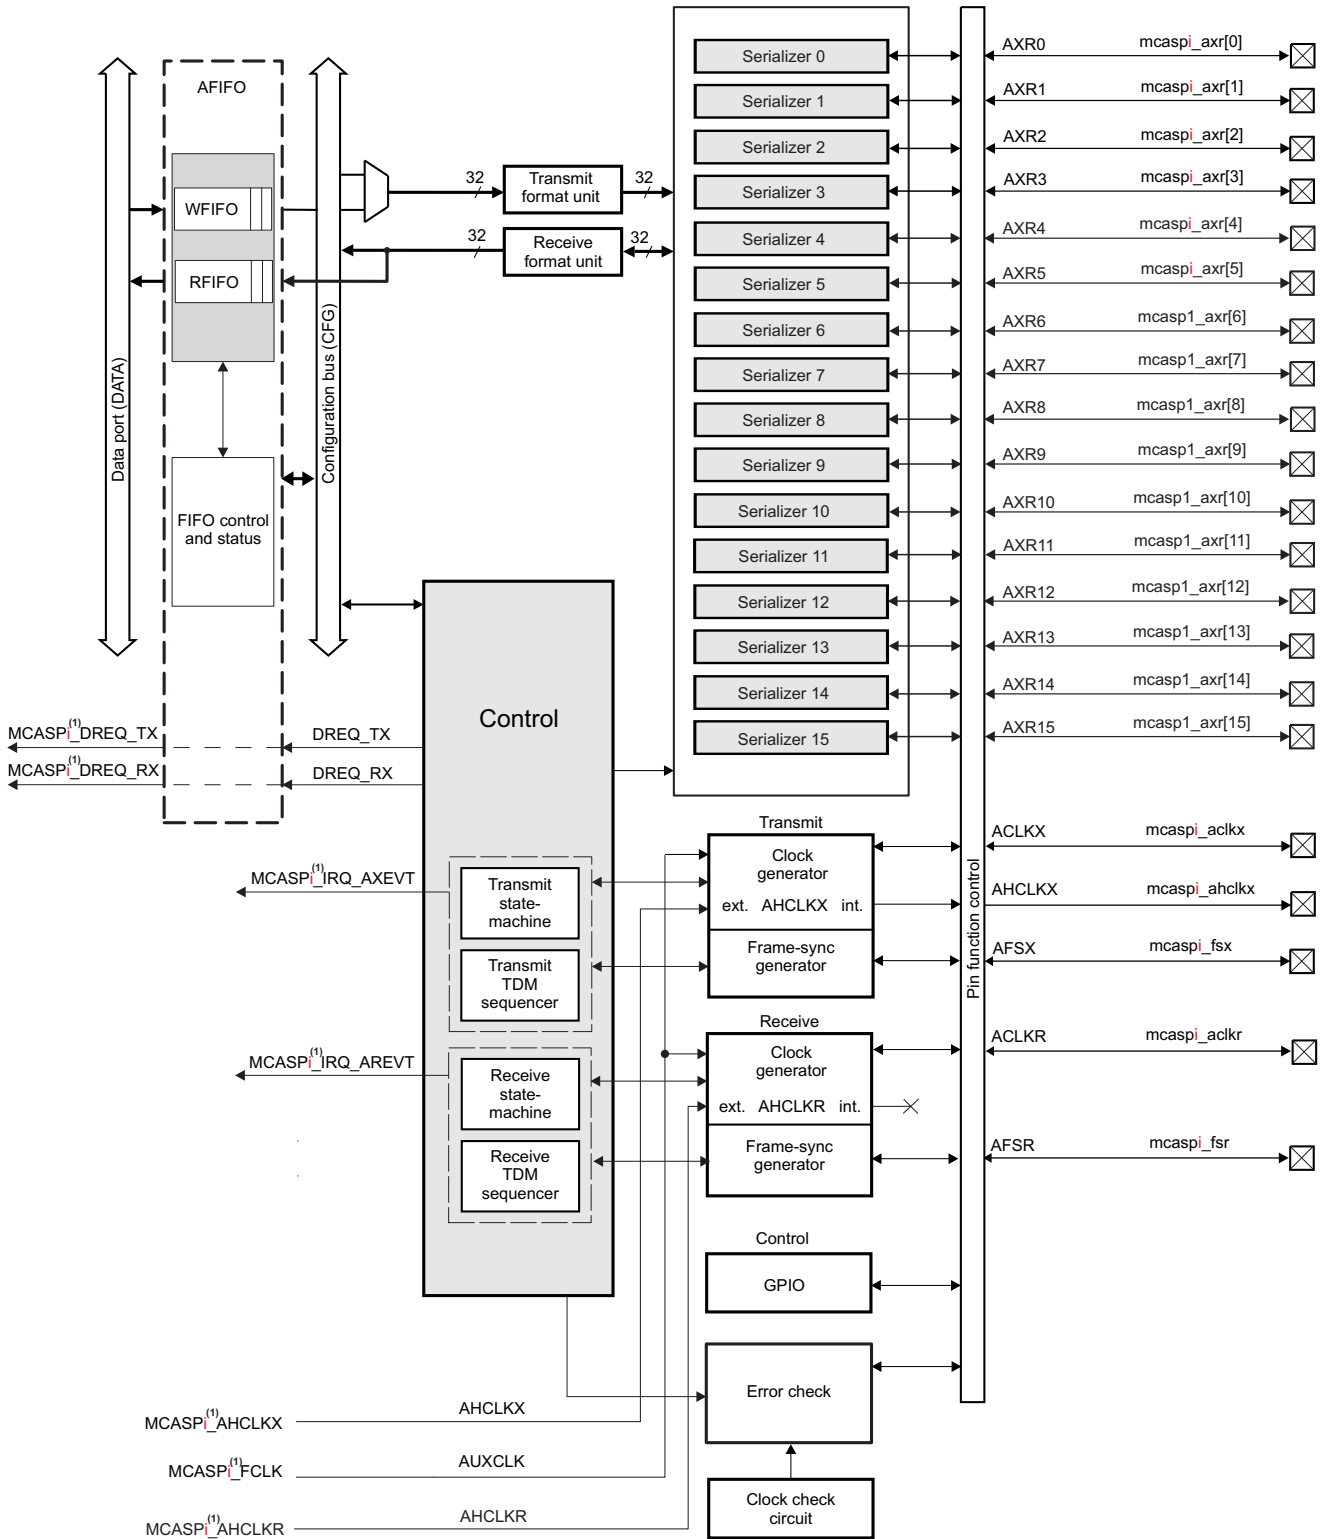 AFIFO
WFIFO
RFIFO
FIFO control
and status
Data port (DATA)
Configuration bus (CFG)
32
Transmit
format unit
32
32
Receive
format unit
32
Serializer 0
Serializer 1
Serializer 2
Serializer 3
Serializer 4
Serializer 5
Serializer 6
Serializer 7
Serializer 8
Serializer 9
Serializer 10
Serializer 11
Serializer 12
Serializer 13
Serializer 14
Serializer 15
AXR0 mcaspi_axr[0]
AXR1 mcaspi_axr[1]
AXR2 mcaspi_axr[2]
AXR3 mcaspi_axr[3]
AXR4 mcaspi_axr[4]
AXR5 mcaspi_axr[5]
AXR6 mcasp1_axr[6]
AXR7 mcasp1_axr[7]
AXR8 mcasp1_axr[8]
AXR9 mcasp1_axr[9]
AXR10 mcasp1_axr[10]
AXR11 mcasp1_axr[11]
AXR12 mcasp1_axr[12]
AXR13 mcasp1_axr[13]
AXR14 mcasp1_axr[14]
AXR15 mcasp1_axr[15]
Control
MCASPi(1)_DREQ_TX DREQ_TX
MCASPi(1)_DREQ_RX DREQ_RX
MCASPi(1)_IRQ_AXEVT
Transmit
state-
machine
Transmit
TDM
sequencer
MCASPi(1)_IRQ_AREVT
Receive
state-
machine
Receive
TDM
sequencer
Transmit
Clock
generator
ext. AHCLKX int.
Frame-sync
generator
Receive
Clock
generator
ext. AHCLKR int.
Frame-sync
generator
Control
GPIO
Error check
Clock check
circuit
Pin function control
ACLKX mcaspi_aclkx
AHCLKX mcaspi_ahclkx
AFSX mcaspi_fsx
ACLKR mcaspi_aclkr
AFSR mcaspi_fsr
MCASPi(1)_AHCLKX AHCLKX
MCASPi(1)_FCLK AUXCLK
MCASPi(1)_AHCLKR AHCLKR